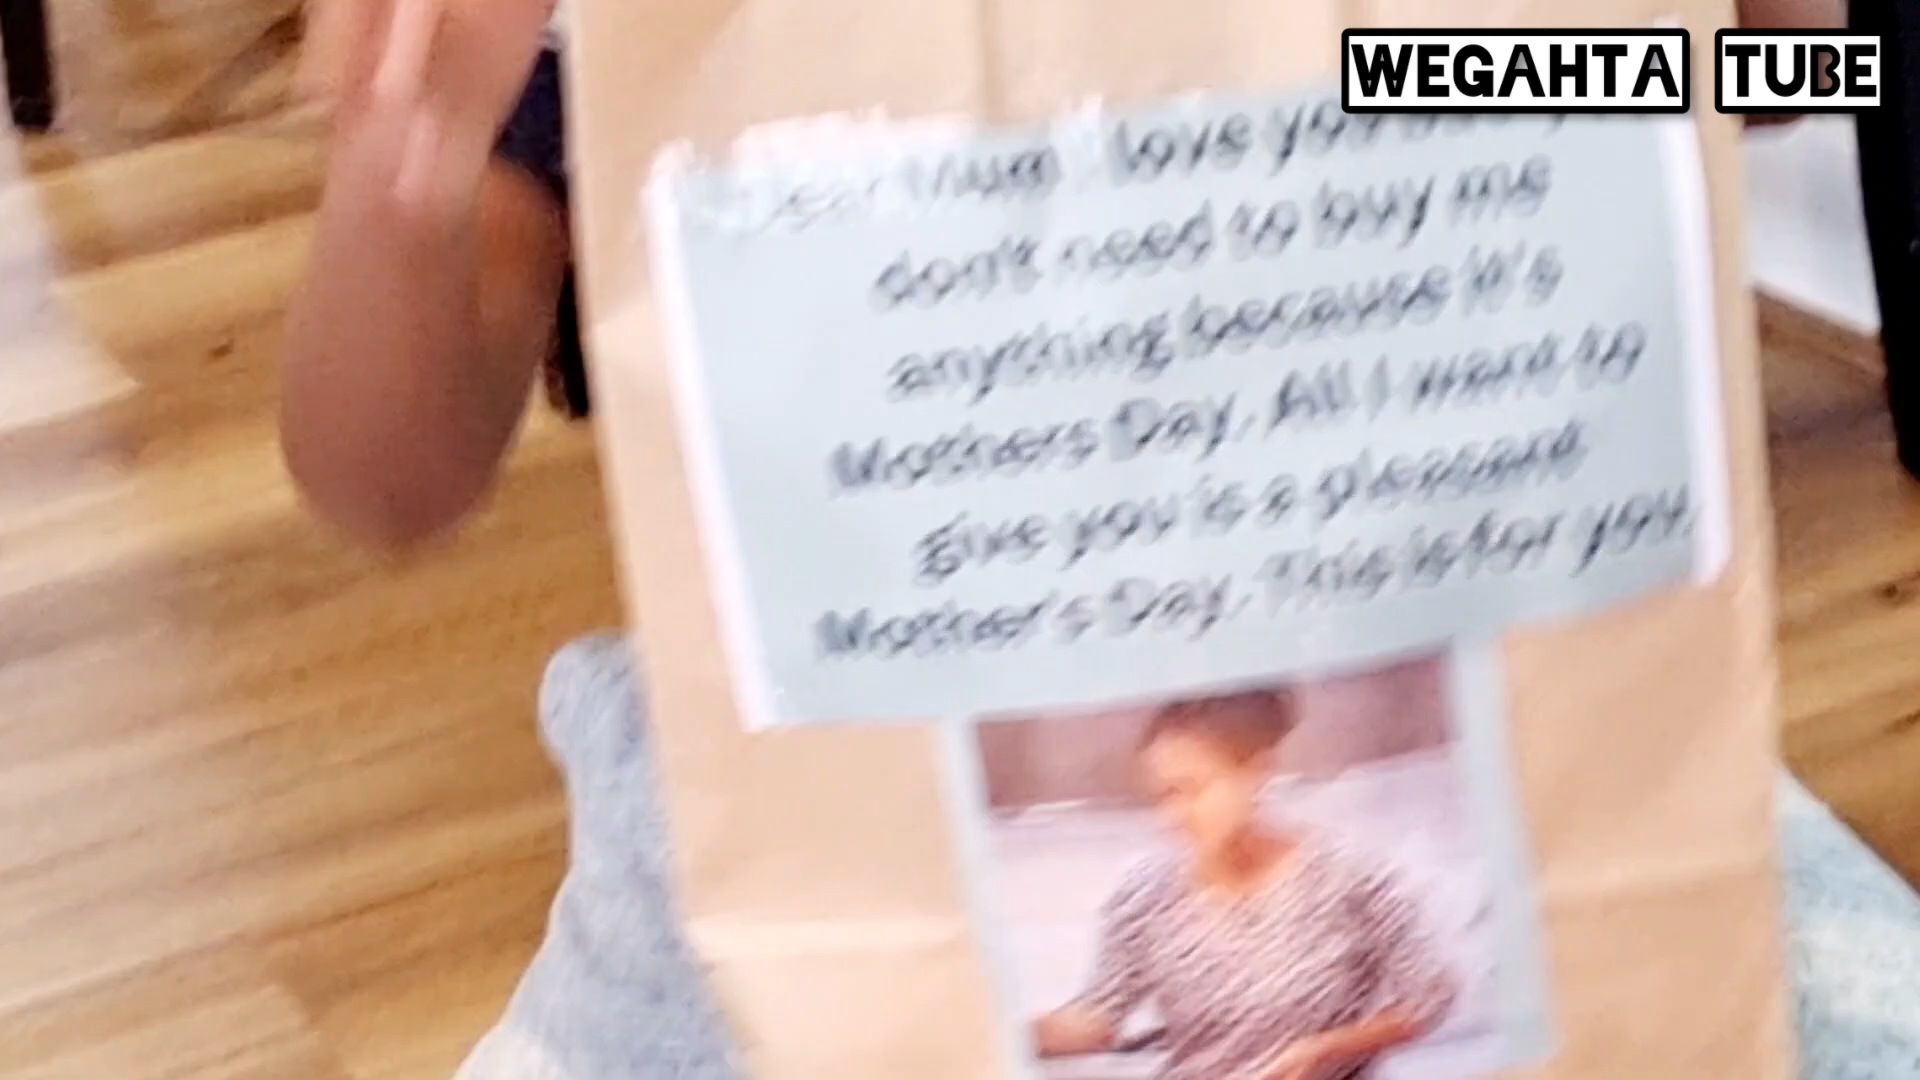 WEGAHTA TUBE
Dear Mum I love you
don't need to buy me
anything because it's
Mothers Day. All I want to
give you is a pleasant
Mother's Day. This is for you.